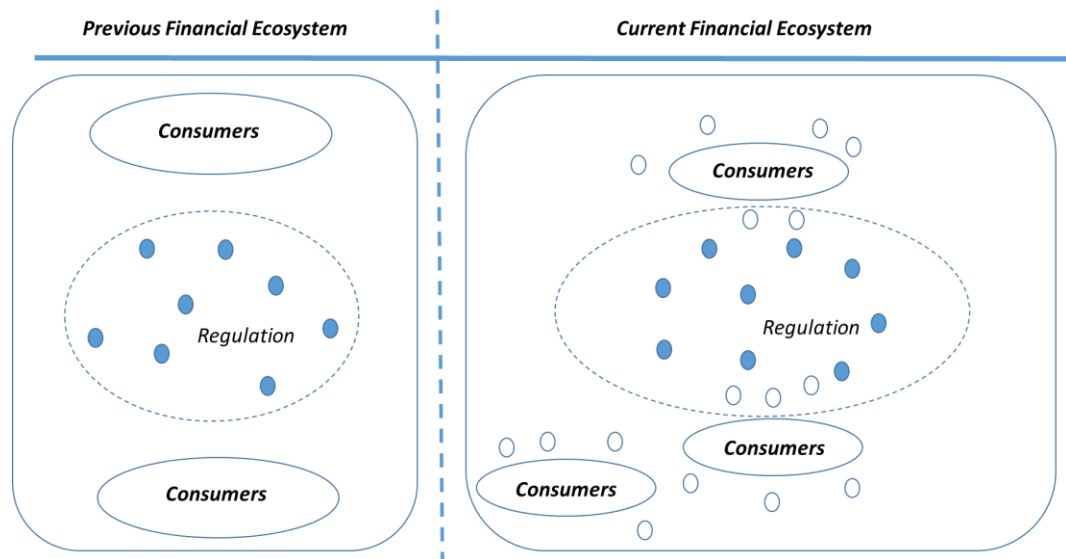 Previous Financial Ecosystem
Current Financial Ecosystem
Consumers
Regulation
Consumers
Consumers
Regulation
Consumers
Consumers